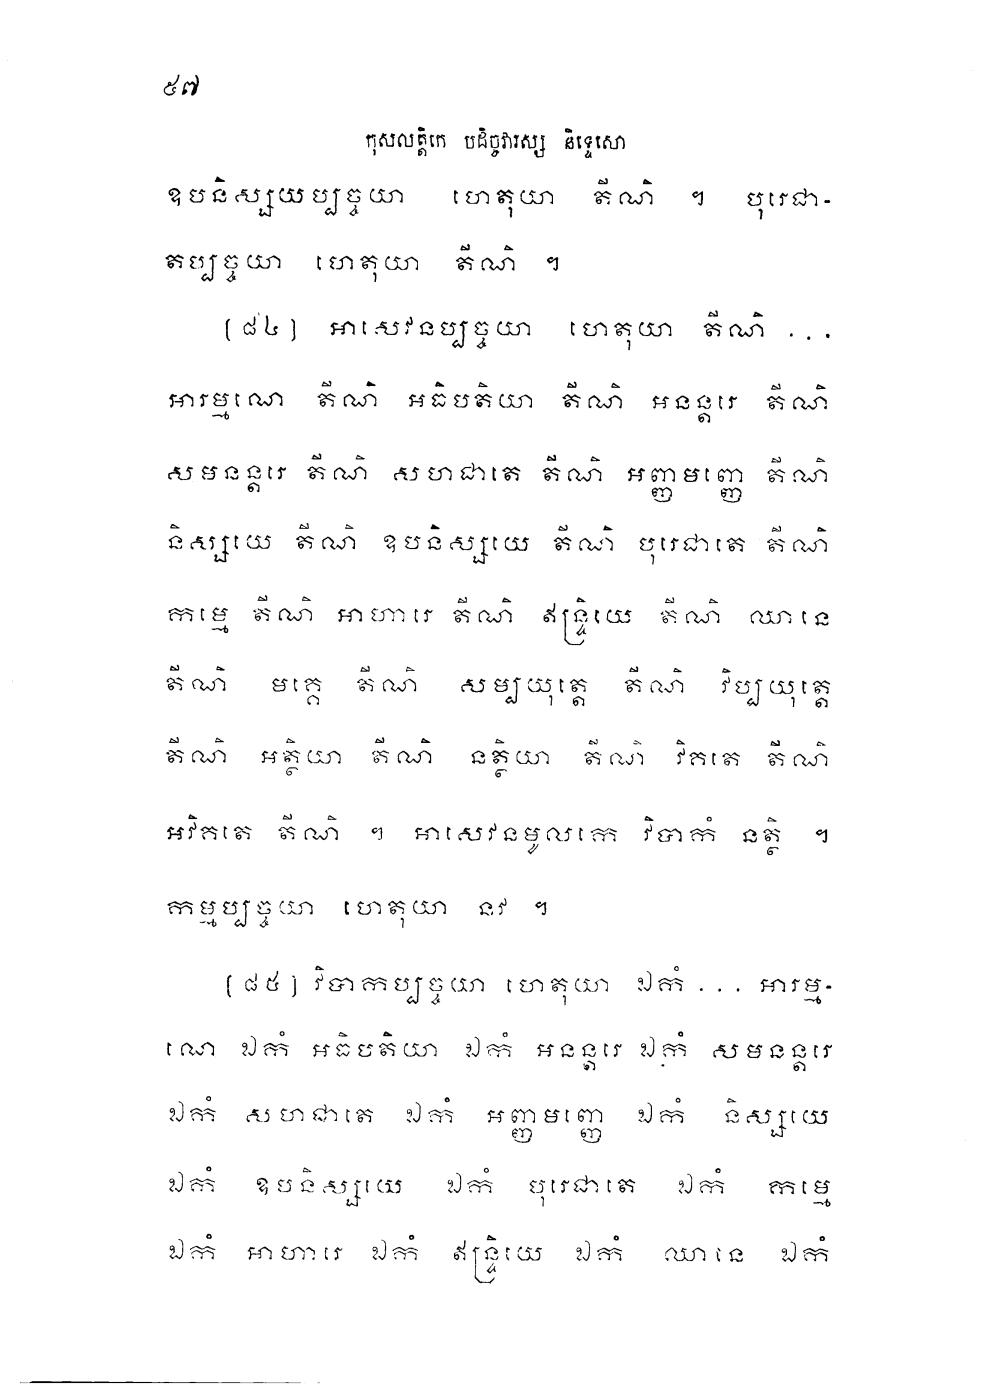 ៥៧
កុសលត្តិកេ បដិច្ចវារស្ស និទ្ទេសោ
ឧបនិស្សយប្បច្ចយា ហេតុយា តីណិ ។ បុរេជា-
តប្បច្ចយា ហេតុយា តីណិ ។
[៨៤] អាសេវនប្បច្ចយា ហេតុយា តីណិ ...
អារម្មណេ តីណិ អធិបតិយា តីណិ អនន្តរេ តីណិ
សមនន្តរេ តីណិ សហជាតេ តីណិ អញ្ញមញ្ញេ តីណិ
និស្សយេ តីណិ ឧបនិស្សយេ តីណិ បុរេជាតេ តីណិ
កម្មេ តីណិ អាហារេ តីណិ ឥន្ទ្រិយេ តីណិ ឈានេ
តីណិ មគ្គេ តីណិ សម្បយុត្តេ តីណិ វិប្បយុត្តេ
តីណិ អត្ថិយា តីណិ នត្ថិយា តីណិ វិគតេ តីណិ
អវិគតេ តីណិ ។ អាសេវនមូលកេ វិបាកំ នត្ថិ ។
កម្មប្បច្ចយា ហេតុយា នវ ។
[៨៥] វិបាកប្បច្ចយា ហេតុយា ឯកំ ... អារម្ម-
ណេ ឯកំ អធិបតិយា ឯកំ អនន្តរេ ឯកំ សមនន្តរេ
ឯកំ សហជាតេ ឯកំ អញ្ញមញ្ញេ ឯកំ និស្សយេ
ឯកំ ឧបនិស្សយេ ឯកំ បុរេជាតេ ឯកំ កម្មេ
ឯកំ អាហារេ ឯកំ ឥន្ទ្រិយេ ឯកំ ឈានេ ឯកំ